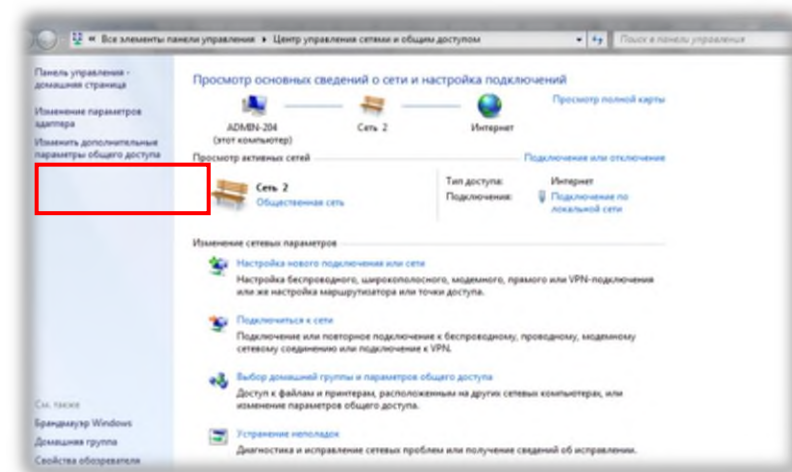 « Все элементы панели управления ▸ Центр управления сетями и общим доступом
Поиск в панели управления
Панель управления -
домашняя страница
Изменение параметров
адаптера
Изменить дополнительные
параметры общего доступа
См. также
Брандмауэр Windows
Домашняя группа
Свойства обозревателя
Просмотр основных сведений о сети и настройка подключений
ADMIN-204
(этот компьютер)
Сеть 2
Интернет
Просмотр полной карты
Просмотр активных сетей
Подключение или отключение
Сеть 2
Общественная сеть
Тип доступа: Интернет
Подключения: Подключение по
локальной сети
Изменение сетевых параметров
Настройка нового подключения или сети
Настройка беспроводного, широкополосного, модемного, прямого или VPN-подключения
или же настройка маршрутизатора или точки доступа.
Подключиться к сети
Подключение или повторное подключение к беспроводному, проводному, модемному
сетевому соединению или подключение к VPN.
Выбор домашней группы и параметров общего доступа
Доступ к файлам и принтерам, расположенным на других сетевых компьютерах, или
изменение параметров общего доступа.
Устранение неполадок
Диагностика и исправление сетевых проблем или получение сведений об исправлении.